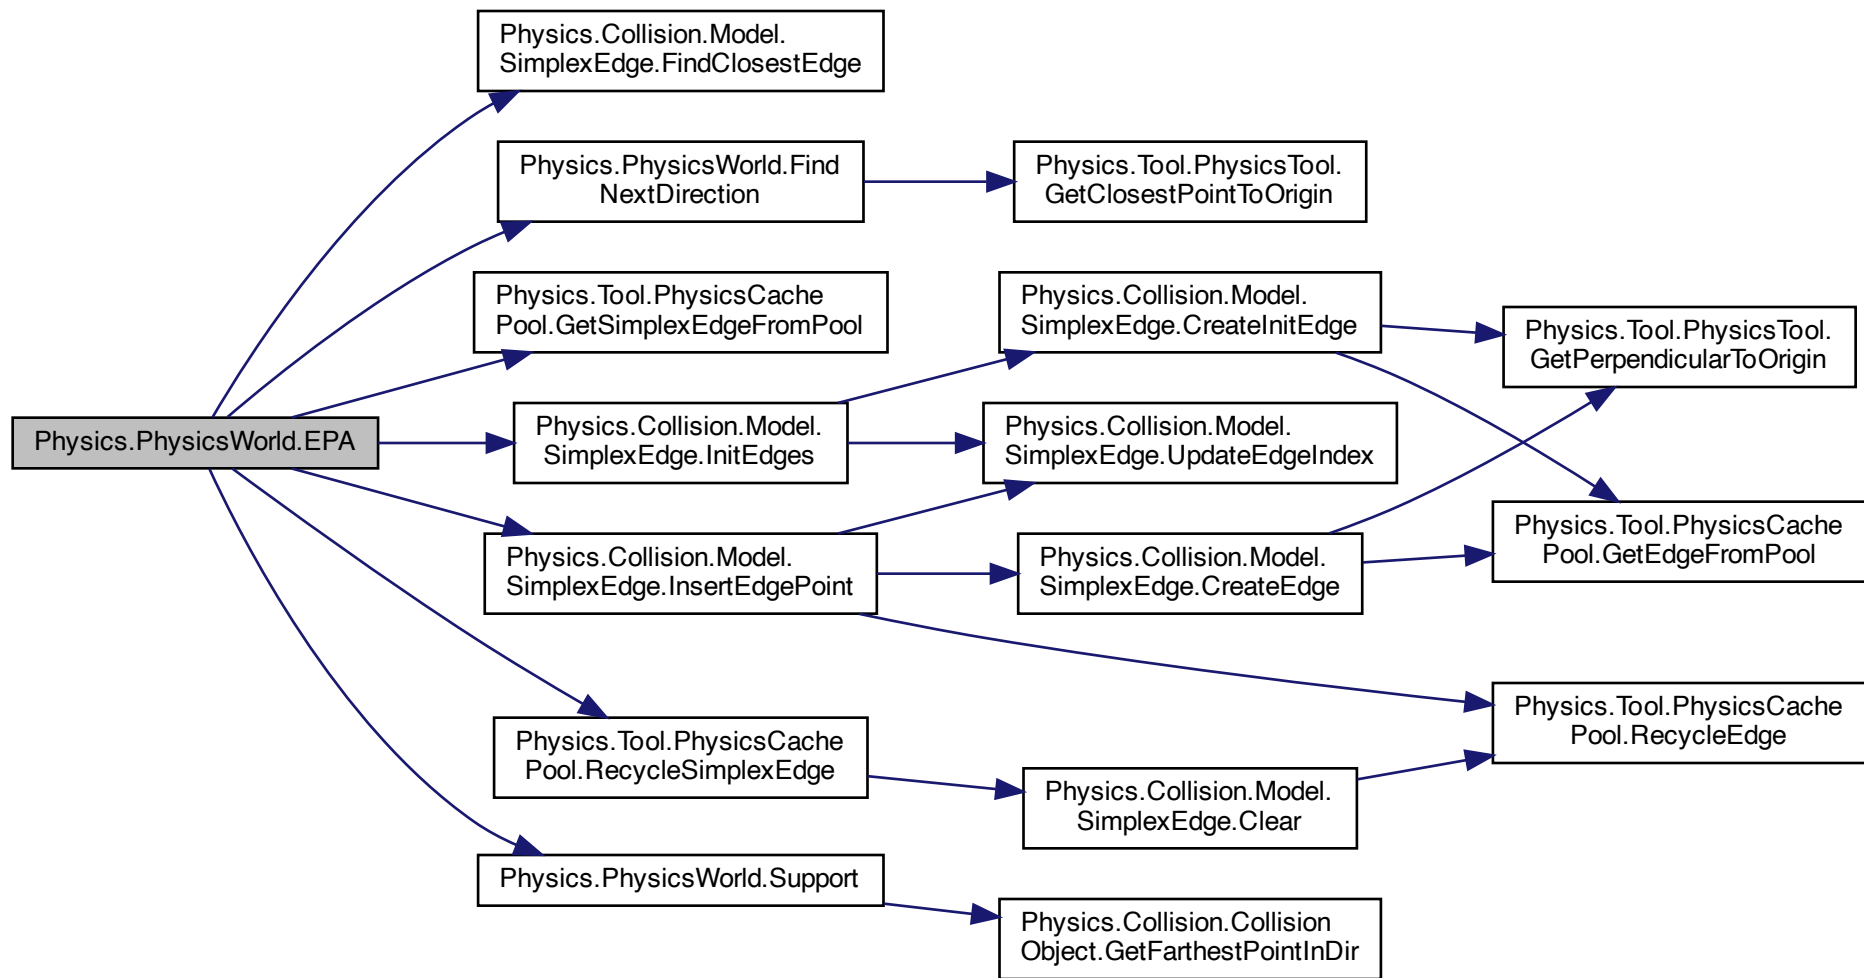 Physics.Collision.Model.
SimplexEdge.FindClosestEdge
Physics.PhysicsWorld.Find
NextDirection
Physics.Tool.PhysicsTool.
GetClosestPointToOrigin
Physics.Tool.PhysicsCache
Pool.GetSimplexEdgeFromPool
Physics.Collision.Model.
SimplexEdge.CreateInitEdge
Physics.Tool.PhysicsTool.
GetPerpendicularToOrigin
Physics.PhysicsWorld.EPA
Physics.Collision.Model.
SimplexEdge.InitEdges
Physics.Collision.Model.
SimplexEdge.UpdateEdgeIndex
Physics.Collision.Model.
SimplexEdge.InsertEdgePoint
Physics.Collision.Model.
SimplexEdge.CreateEdge
Physics.Tool.PhysicsCache
Pool.GetEdgeFromPool
Physics.Tool.PhysicsCache
Pool.RecycleSimplexEdge
Physics.Collision.Model.
SimplexEdge.Clear
Physics.Tool.PhysicsCache
Pool.RecycleEdge
Physics.PhysicsWorld.Support
Physics.Collision.Collision
Object.GetFarthestPointInDir